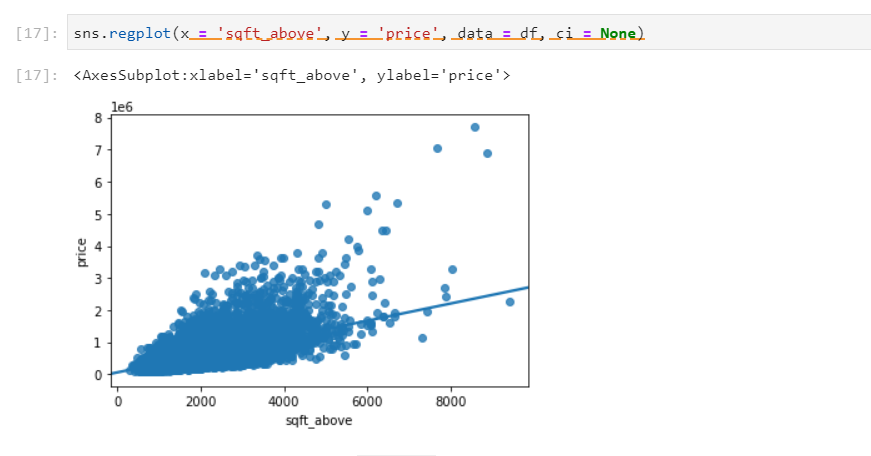 [17]: sns.regplot(x = 'sqft_above', y = 'price', data = df, ci = None)
[17]: <AxesSubplot:xlabel='sqft_above', ylabel='price'>
1e6
8
7
6
5
4
3
2
1
0
price
0 2000 4000 6000 8000
sqft_above